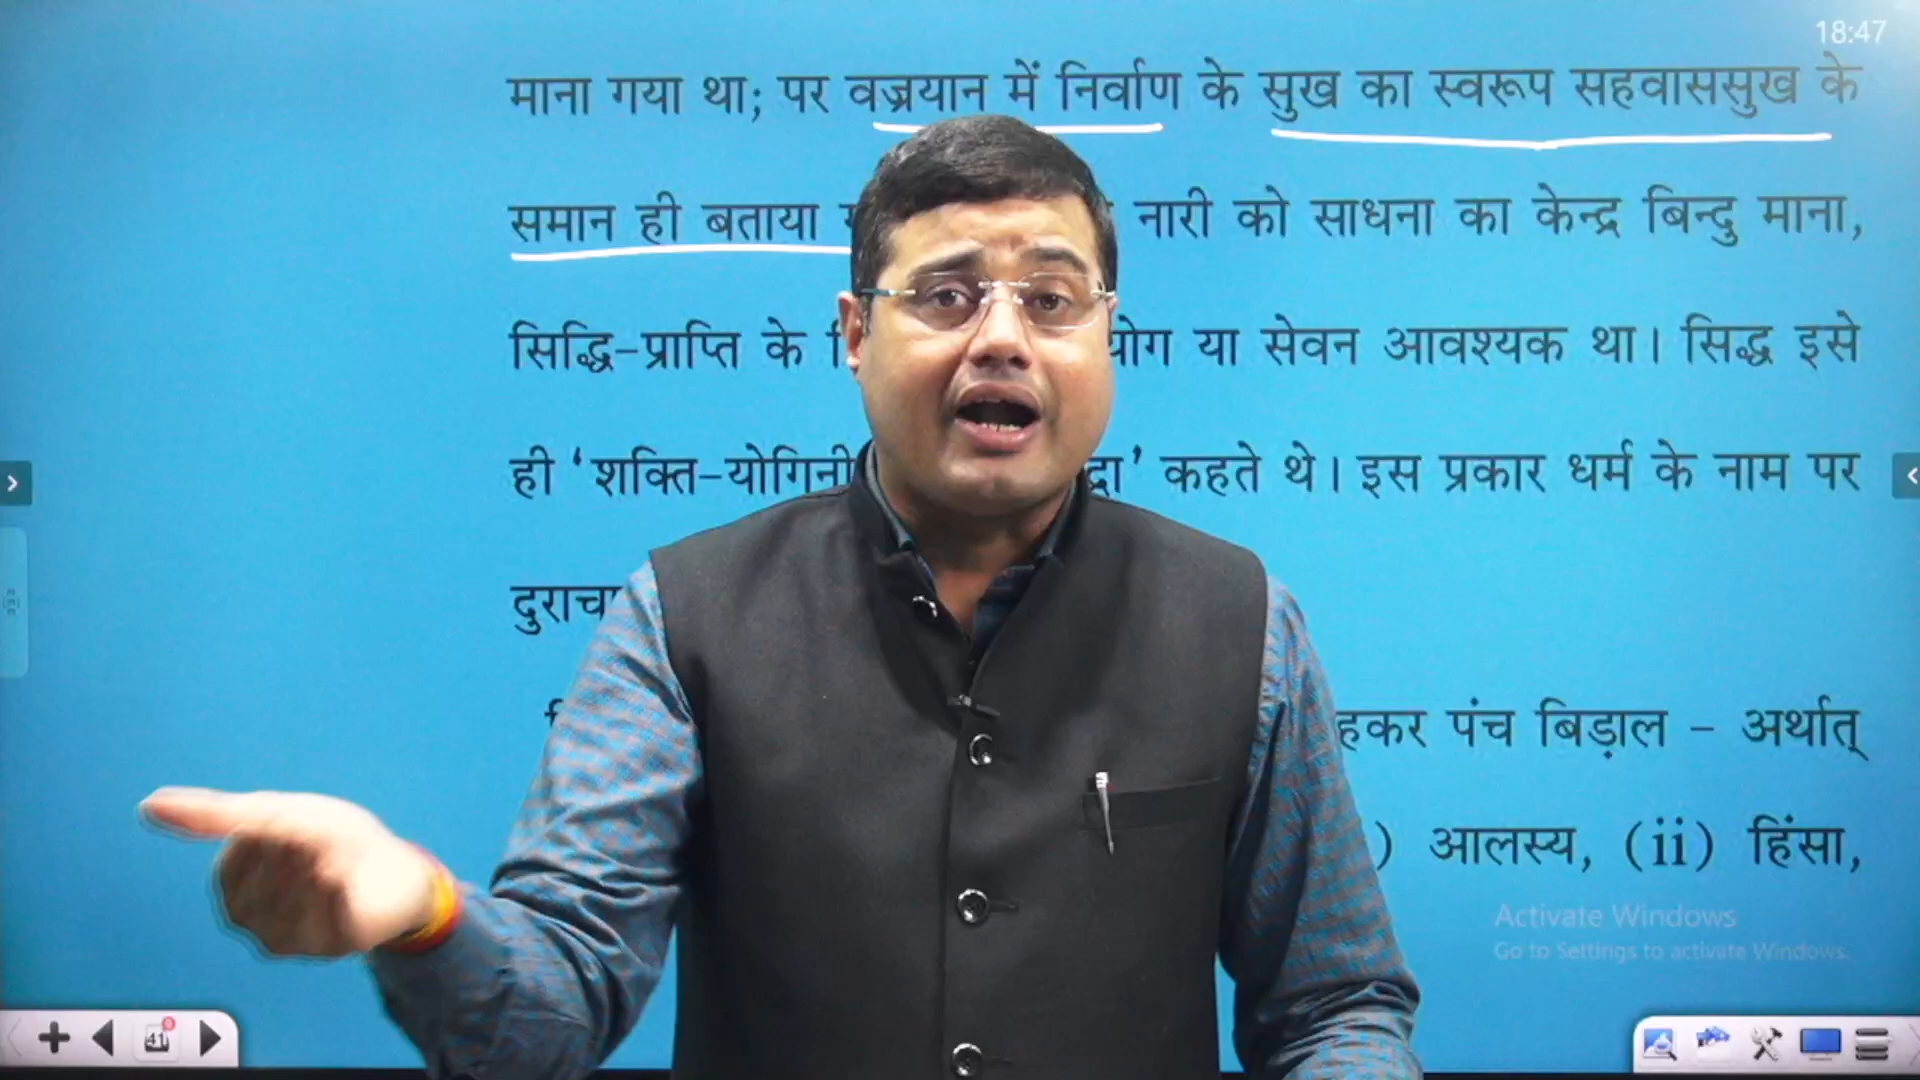 18:47
माना गया था; पर वज्रयान में निर्वाण के सुख का स्वरूप सहवाससुख के
समान ही बताया नारी को साधना का केन्द्र बिन्दु माना,
सिद्धि-प्राप्ति के या सेवन आवश्यक था। सिद्ध इसे
ही ‘शक्ति-योगिनी कहते थे। इस प्रकार धर्म के नाम पर
पंच बिड़ाल - अर्थात्
आलस्य, (ii) हिंसा,
Activate Windows
Go to Settings to activate Windows.
41